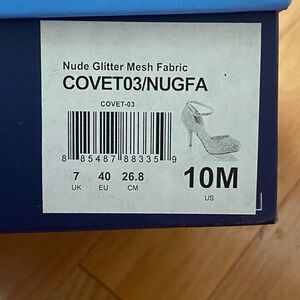 Nude Glitter Mesh Fabric
COVET03/NUGFA
COVET-03
8 85487 88335 9
7 40 26.8 10M
UK EU CM US